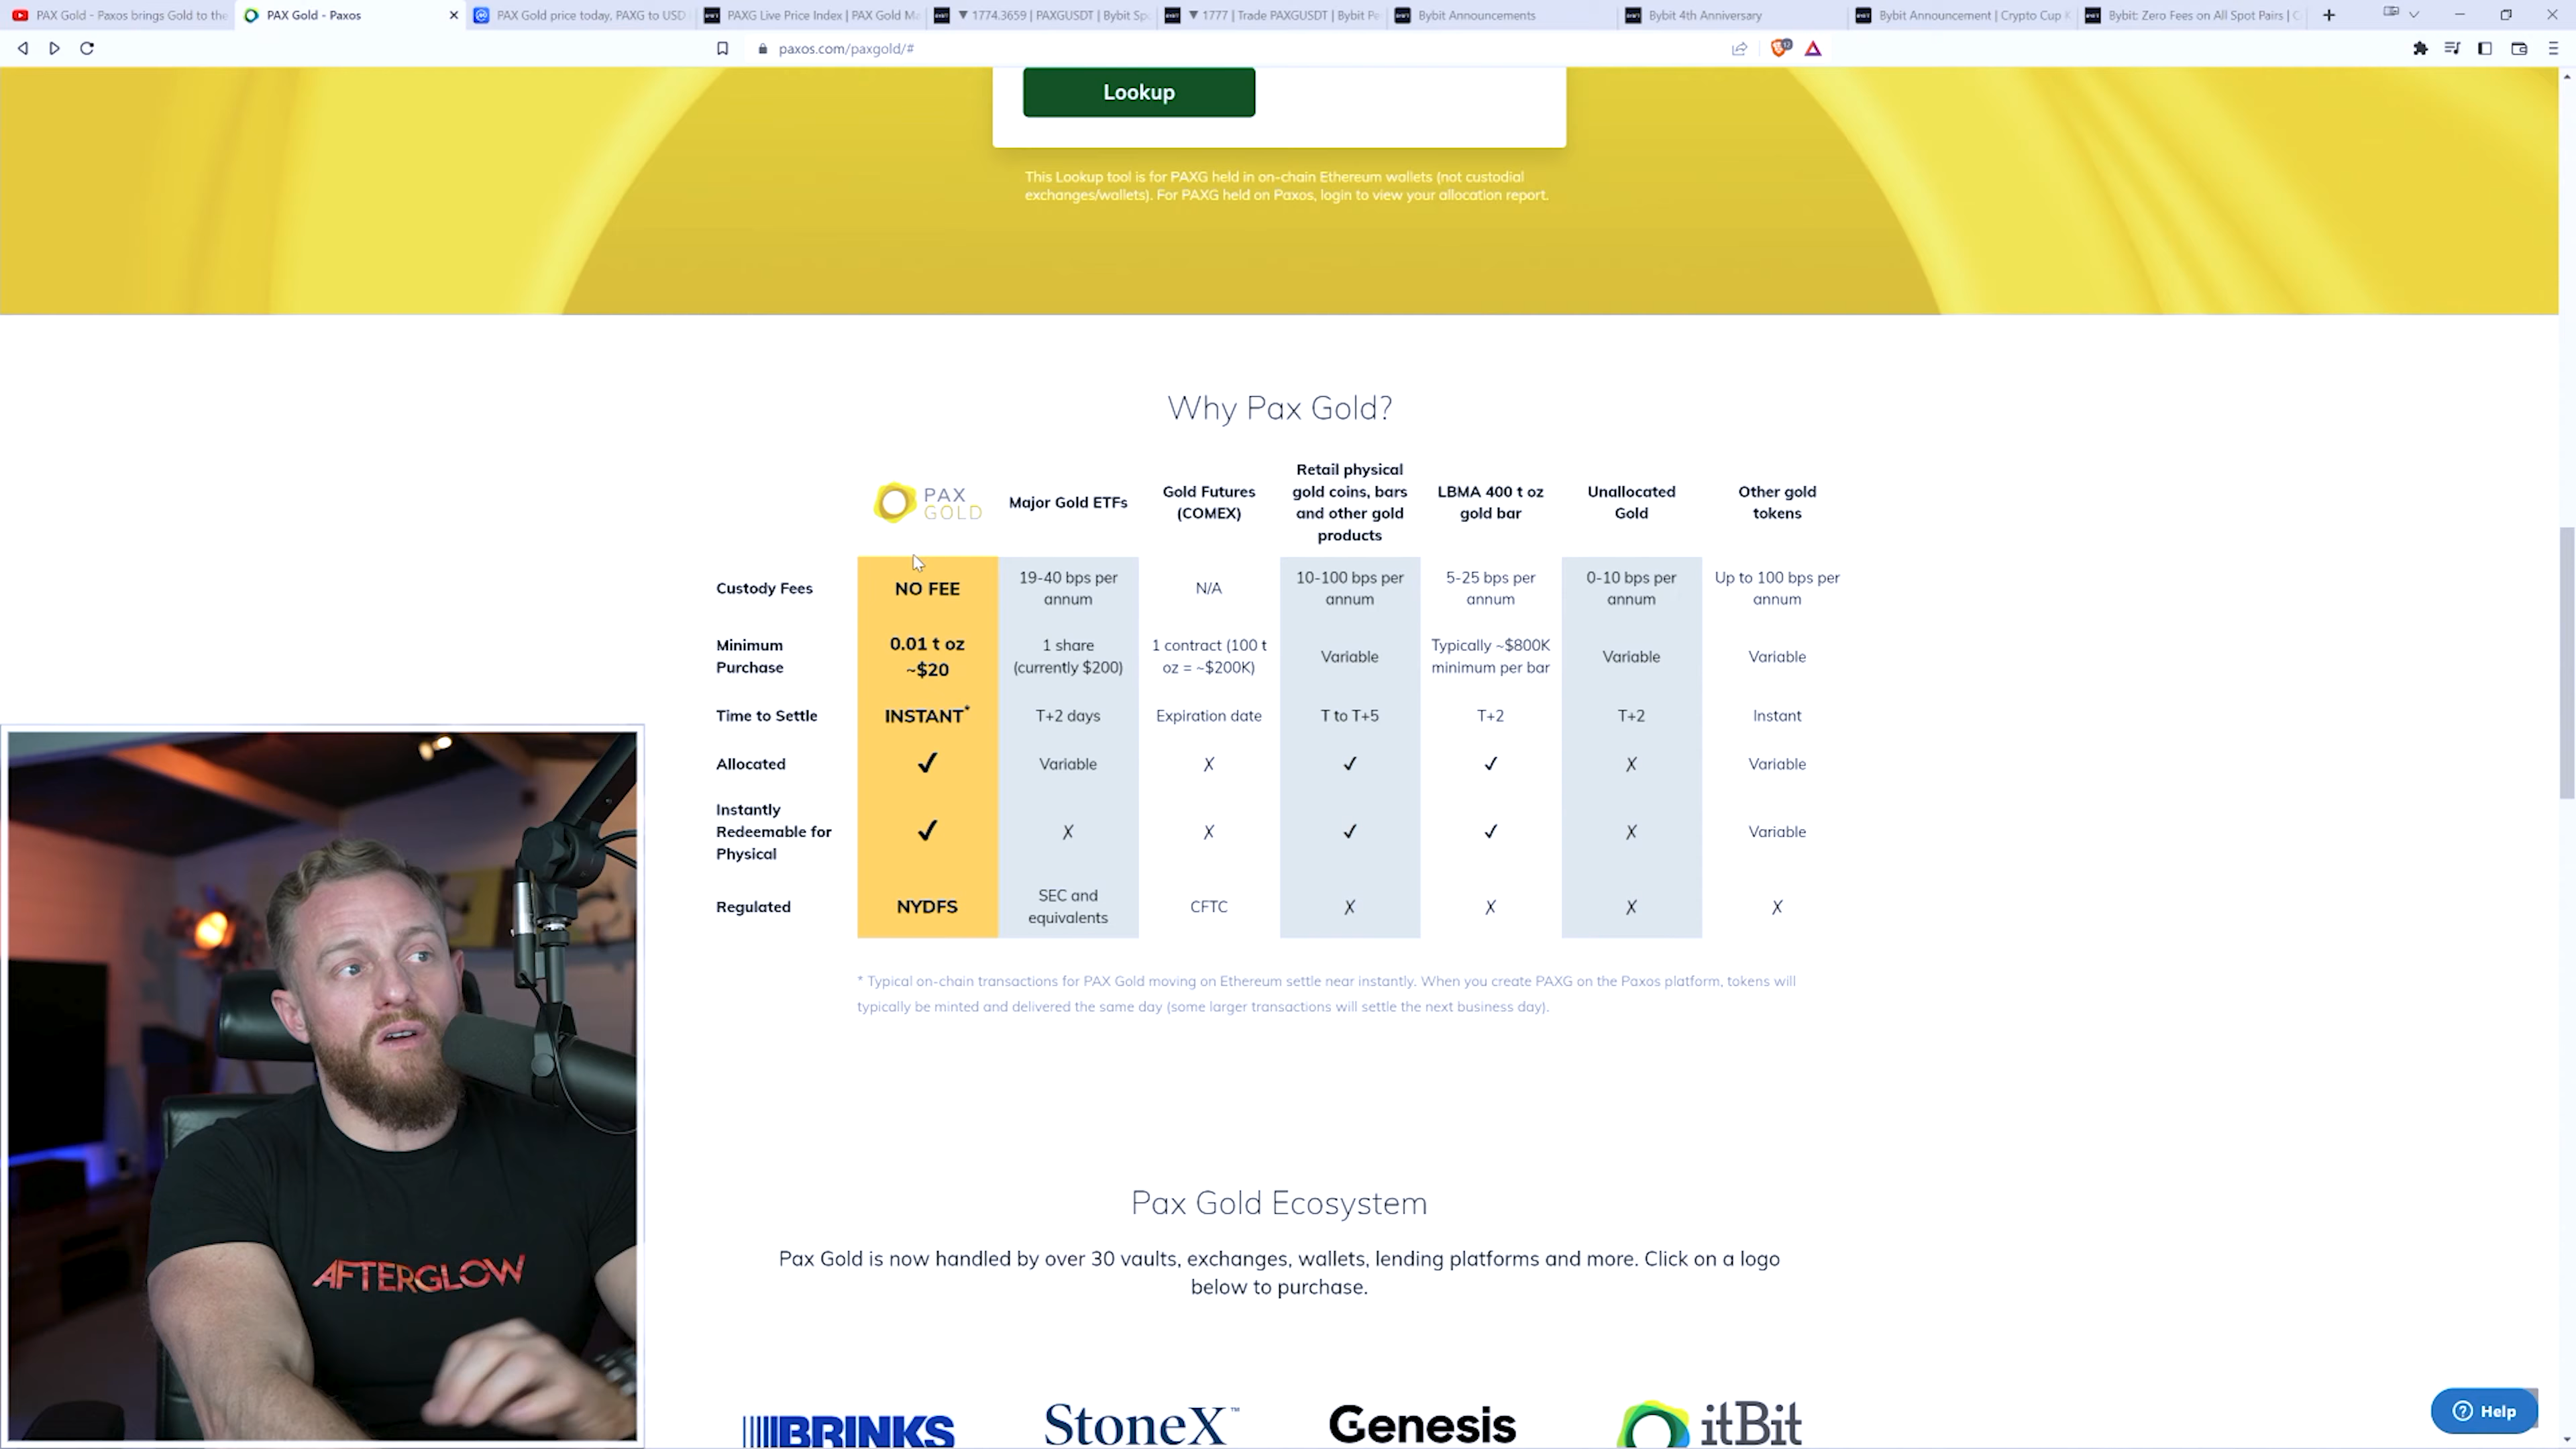 PAX Gold - Paxos brings Gold to the
PAX Gold - Paxos
PAX Gold price today, PAXG to USD
PAXG Live Price Index | PAX Gold Ma
▼ 1774.3659 | PAXGUSDT | Bybit Sp
▼ 1777 | Trade PAXGUSDT | Bybit Pe
Bybit Announcements
Bybit 4th Anniversary
Bybit Announcement | Crypto Cup K
Bybit: Zero Fees on All Spot Pairs | C
paxos.com/paxgold/#
Lookup
This Lookup tool is for PAXG held in on-chain Ethereum wallets (not custodial
exchanges/wallets). For PAXG held on Paxos, login to view your allocation report.
Why Pax Gold?
PAX
GOLD
Major Gold ETFs
Gold Futures
(COMEX)
Retail physical
gold coins, bars
and other gold
products
LBMA 400 t oz
gold bar
Unallocated
Gold
Other gold
tokens
Custody Fees
NO FEE
19-40 bps per
annum
N/A
10-100 bps per
annum
5-25 bps per
annum
0-10 bps per
annum
Up to 100 bps per
annum
Minimum
Purchase
0.01 t oz
~$20
1 share
(currently $200)
1 contract (100 t
oz = ~$200K)
Variable
Typically ~$800K
minimum per bar
Variable
Variable
Time to Settle
INSTANT*
T+2 days
Expiration date
T to T+5
T+2
T+2
Instant
Allocated
✓
Variable
X
✓
✓
X
Variable
Instantly
Redeemable for
Physical
✓
X
X
✓
✓
X
Variable
Regulated
NYDFS
SEC and
equivalents
CFTC
X
X
X
X
* Typical on-chain transactions for PAX Gold moving on Ethereum settle near instantly. When you create PAXG on the Paxos platform, tokens will
typically be minted and delivered the same day (some larger transactions will settle the next business day).
AFTERGLOW
Pax Gold Ecosystem
Pax Gold is now handled by over 30 vaults, exchanges, wallets, lending platforms and more. Click on a logo
below to purchase.
BRINKS
StoneX™
Genesis
itBit
Help